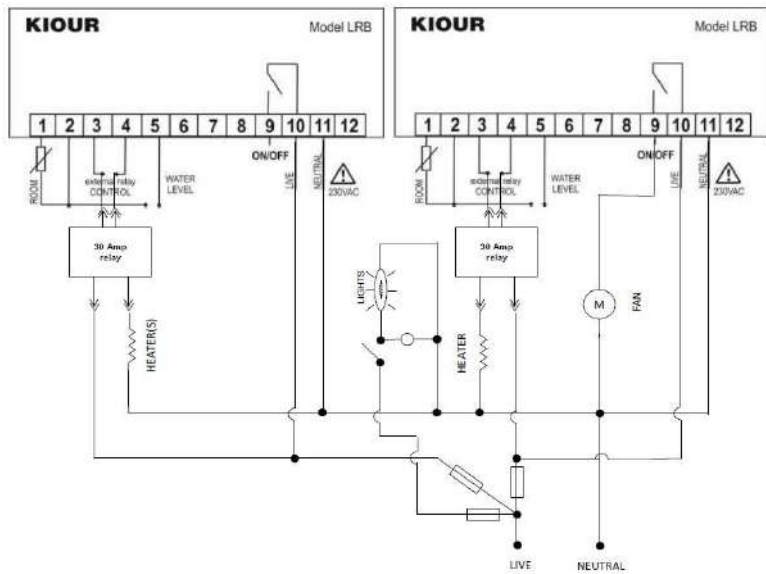 KIOUR Model LRB
1 2 3 4 5 6 7 8 9 10 11 12
ROOM
external relay
CONTROL
WATER
LEVEL
ON/OFF
LIVE
NEUTRAL
230VAC
30 Amp
relay
HEATER(S)
LIGHTS
KIOUR Model LRB
1 2 3 4 5 6 7 8 9 10 11 12
ROOM
external relay
CONTROL
WATER
LEVEL
ON/OFF
LIVE
NEUTRAL
230VAC
30 Amp
relay
HEATER
M
FAN
LIVE
NEUTRAL